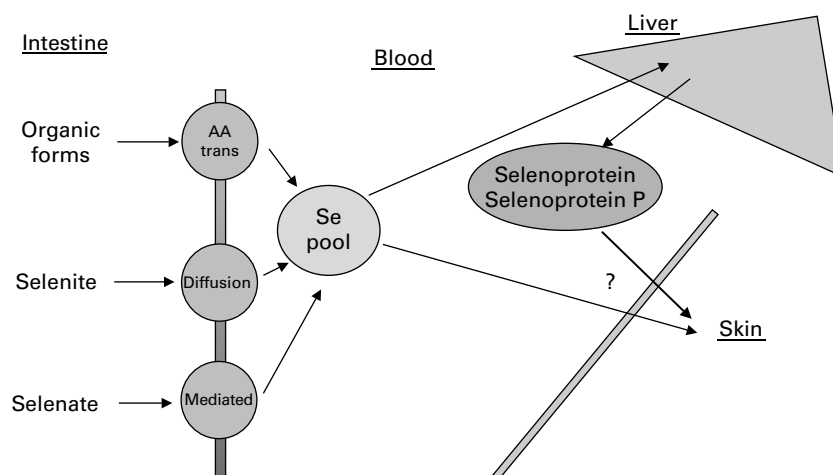 Intestine
Blood
Liver
Organic
forms
AA
trans
Se
pool
Selenoprotein
Selenoprotein P
Selenite
Diffusion
?
Skin
Selenate
Mediated